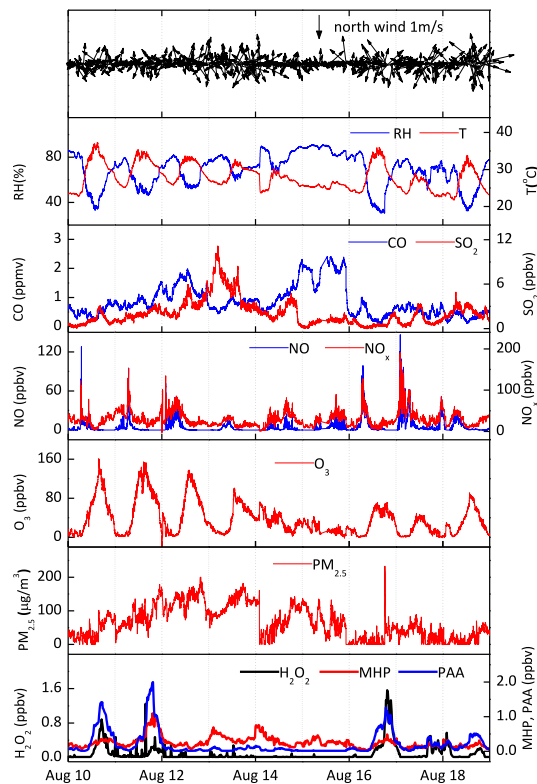 north wind 1m/s
RH T
80
40
RH(%)
40
30
20
T(°C)
CO SO2
3
2
1
0
CO (ppmv)
12
9
6
3
0
SO2 (ppbv)
NO NOx
120
60
0
NO (ppbv)
200
100
0
NOx (ppbv)
O3
160
80
0
O3 (ppbv)
PM2.5
200
100
0
PM2.5 (μg/m3)
H2O2 MHP PAA
1.6
0.8
0.0
H2O2 (ppbv)
2.0
1.0
0.0
MHP, PAA (ppbv)
Aug 10 Aug 12 Aug 14 Aug 16 Aug 18